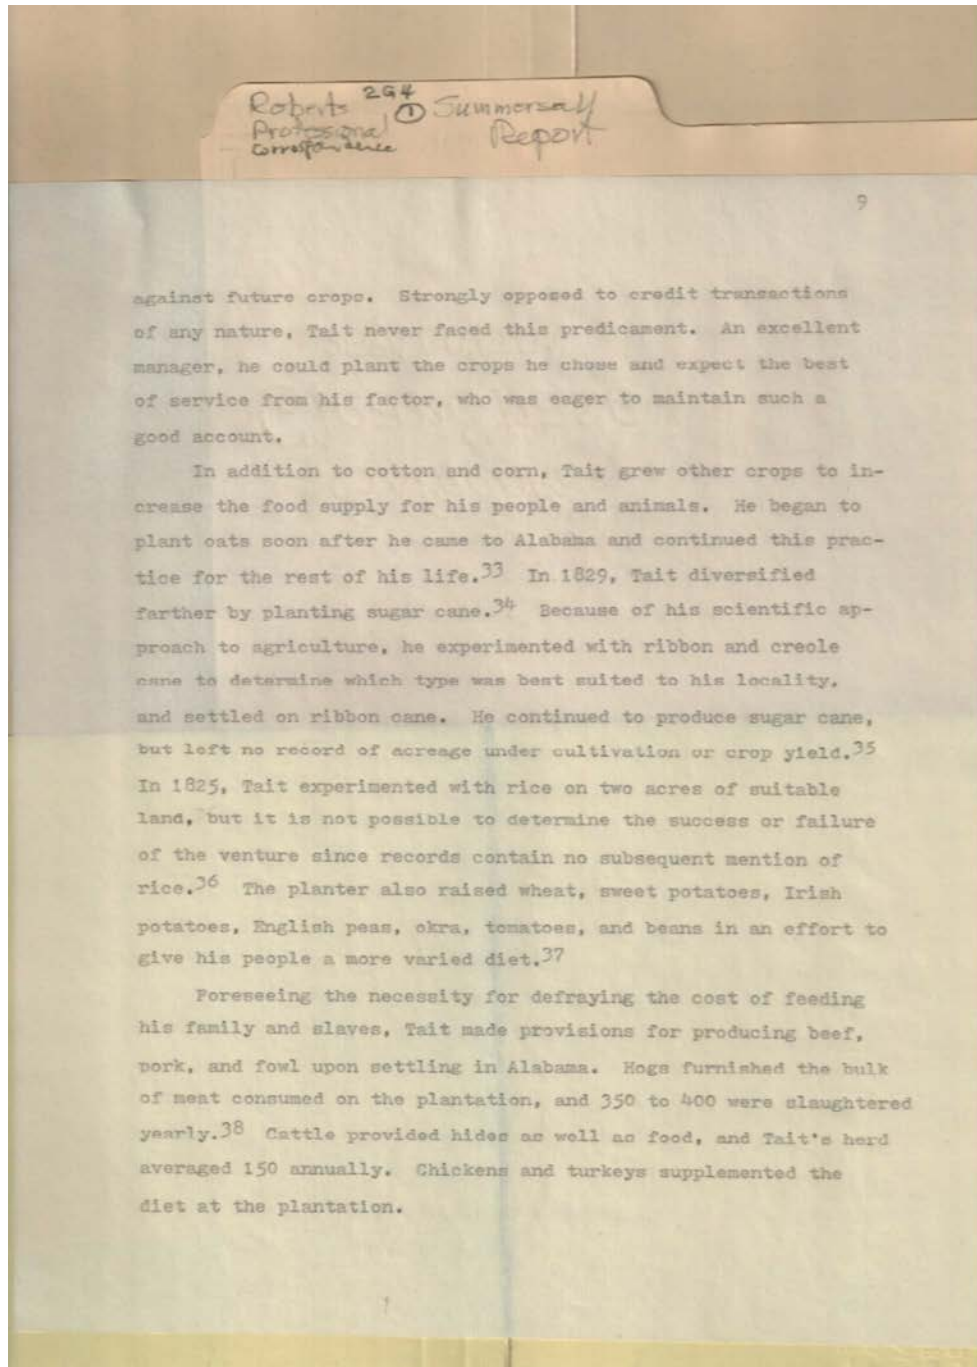 Roberts 2G4 ① Summersall
Professional Report
Correspondence
9
against future crops. Strongly opposed to credit transactions
of any nature, Tait never faced this predicament. An excellent
manager, he could plant the crops he chose and expect the best
of service from his factor, who was eager to maintain such a
good account.
In addition to cotton and corn, Tait grew other crops to in-
crease the food supply for his people and animals. He began to
plant oats soon after he came to Alabama and continued this prac-
tice for the rest of his life.33 In 1829, Tait diversified
farther by planting sugar cane.34 Because of his scientific ap-
proach to agriculture, he experimented with ribbon and creole
cane to determine which type was best suited to his locality,
and settled on ribbon cane. He continued to produce sugar cane,
but left no record of acreage under cultivation or crop yield.35
In 1825, Tait experimented with rice on two acres of suitable
land, but it is not possible to determine the success or failure
of the venture since records contain no subsequent mention of
rice.36 The planter also raised wheat, sweet potatoes, Irish
potatoes, English peas, okra, tomatoes, and beans in an effort to
give his people a more varied diet.37
Foreseeing the necessity for defraying the cost of feeding
his family and slaves, Tait made provisions for producing beef,
pork, and fowl upon settling in Alabama. Hogs furnished the bulk
of meat consumed on the plantation, and 350 to 400 were slaughtered
yearly.38 Cattle provided hides as well as food, and Tait's herd
averaged 150 annually. Chickens and turkeys supplemented the
diet at the plantation.